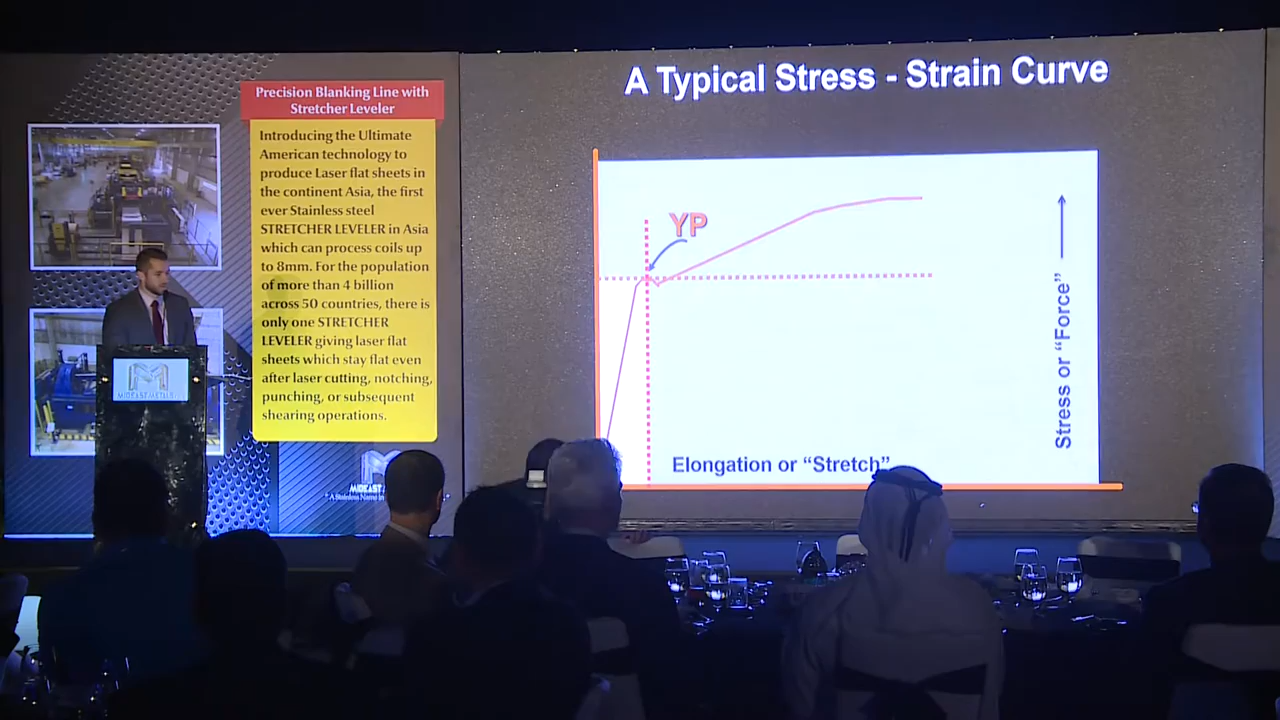 Precision Blanking Line with
Stretcher Leveler
Introducing the Ultimate
American technology to
produce Laser flat sheets in
the continent Asia, the first
ever Stainless steel
STRETCHER LEVELER in Asia
which can process coils up
to 8mm. For the population
of more than 4 billion
across 50 countries, there is
only one STRETCHER
LEVELER giving laser flat
sheets which stay flat even
after laser cutting, notching,
punching, or subsequent
shearing operations.
MIDEAST
" A Stainless Name in
A Typical Stress - Strain Curve
YP
Stress or “Force”
Elongation or “Stretch”